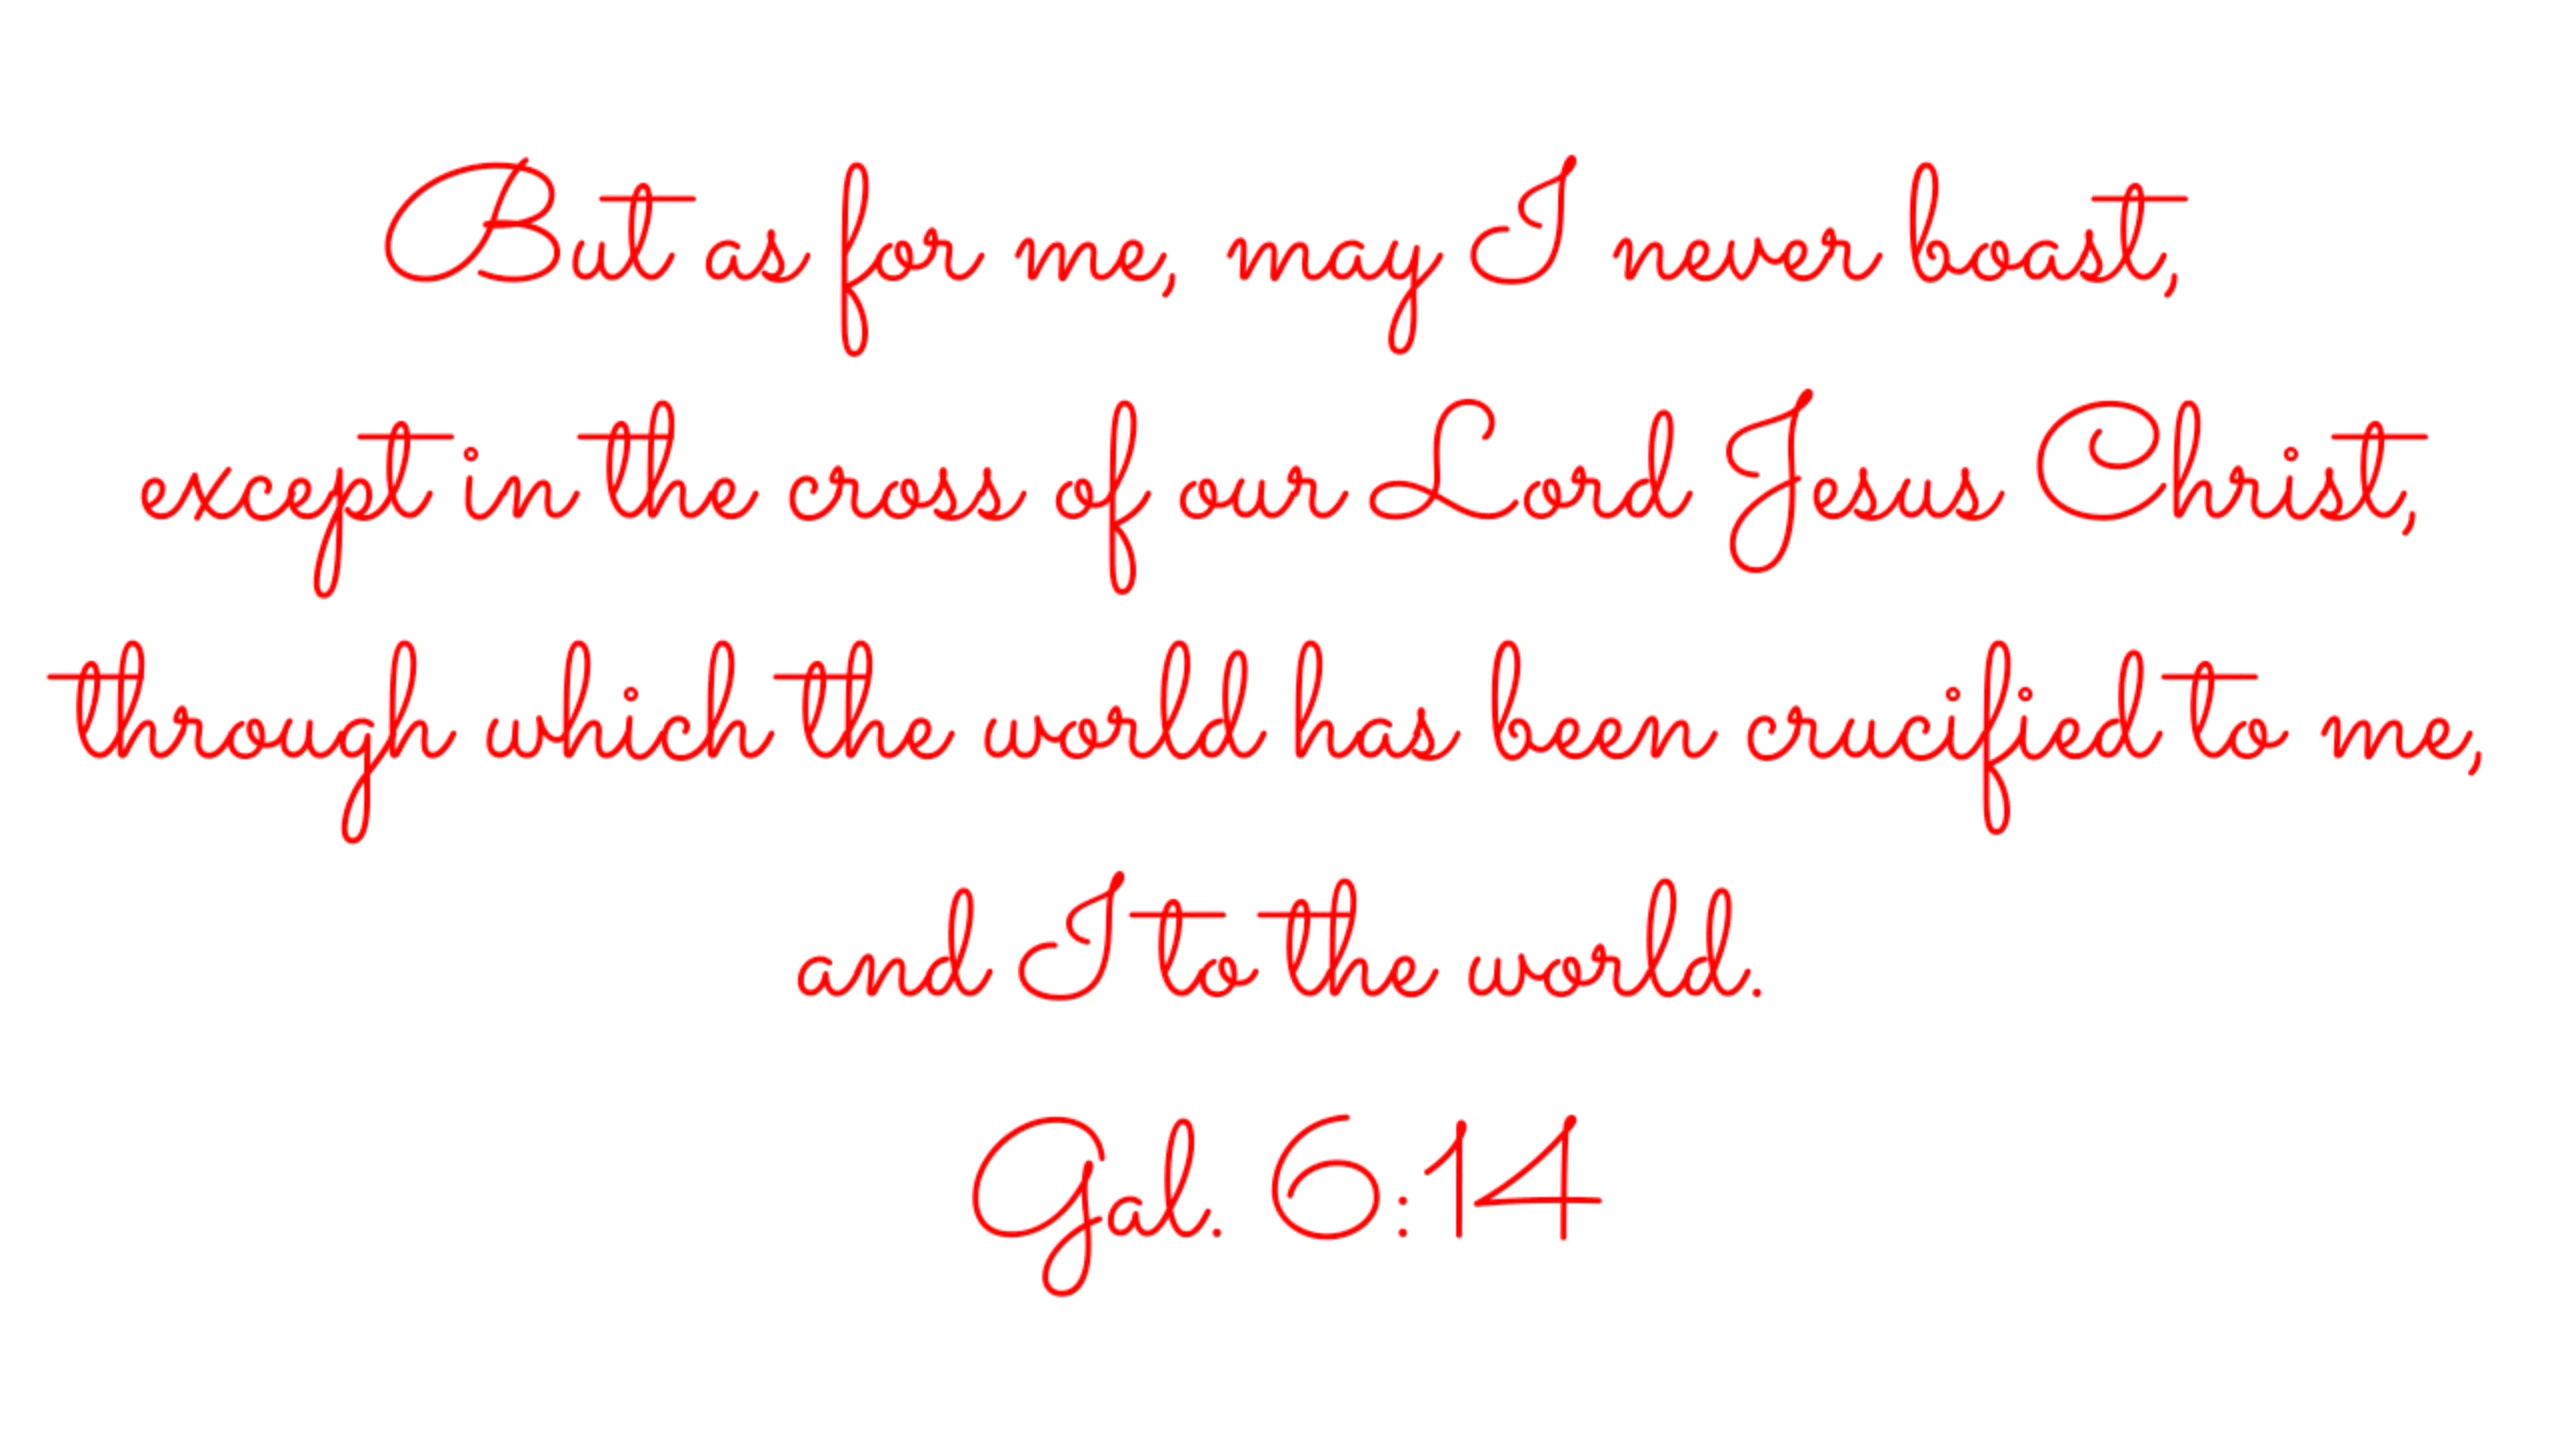 But as for me, may I never boast,
except in the cross of our Lord Jesus Christ,
through which the world has been crucified to me,
and I to the world.
Gal. 6:14